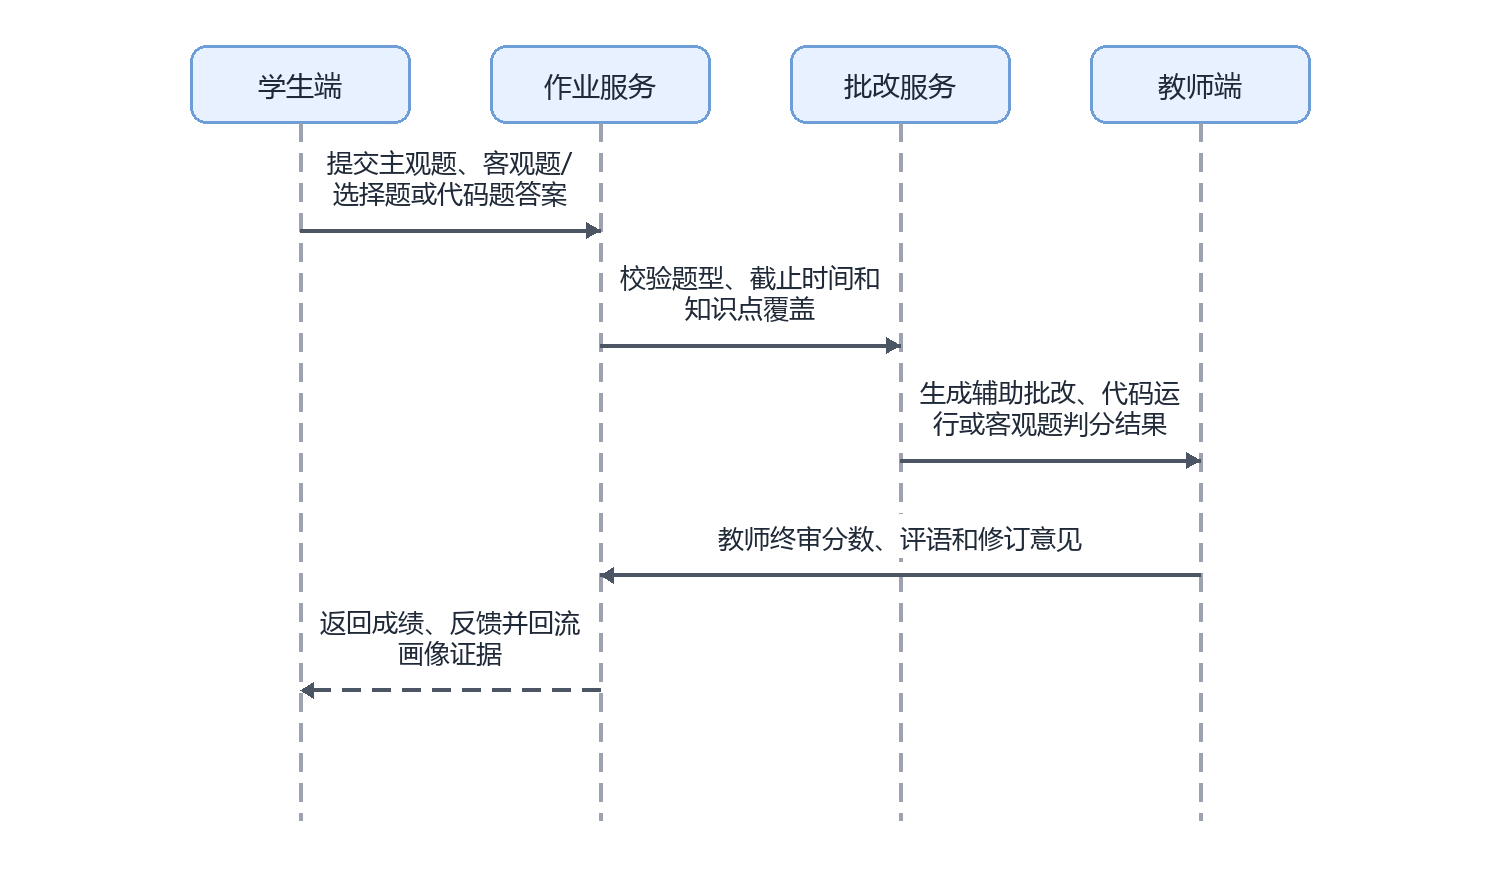 学生端
作业服务
批改服务
教师端
提交主观题、客观题/
选择题或代码题答案
校验题型、截止时间和
知识点覆盖
生成辅助批改、代码运
行或客观题判分结果
教师终审分数、评语和修订意见
返回成绩、反馈并回流
画像证据